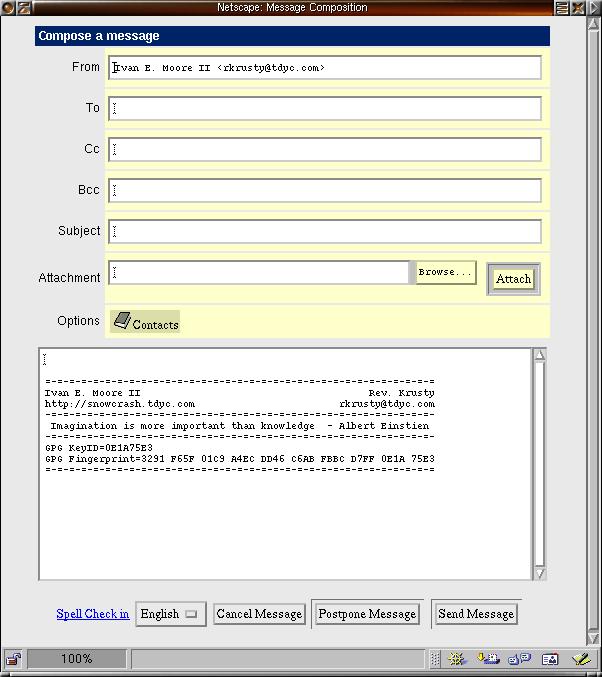 Netscape: Message Composition
Compose a message
From Ivan E. Moore II <rkrusty@tdyc.com>
To
Cc
Bcc
Subject
Attachment Browse... Attach
Options Contacts
=================================================
Ivan E. Moore II Rev. Krusty
http://snowcrash.tdyc.com rkrusty@tdyc.com
-------------------------------------------------
Imagination is more important than knowledge - Albert Einstien
-------------------------------------------------
GPG KeyID=0E1A75E3
GPG Fingerprint=3291 F65F 01C9 A4EC DD46 C6AB FBBC D7FF 0E1A 75E3
=================================================
Spell Check in English Cancel Message Postpone Message Send Message
100%